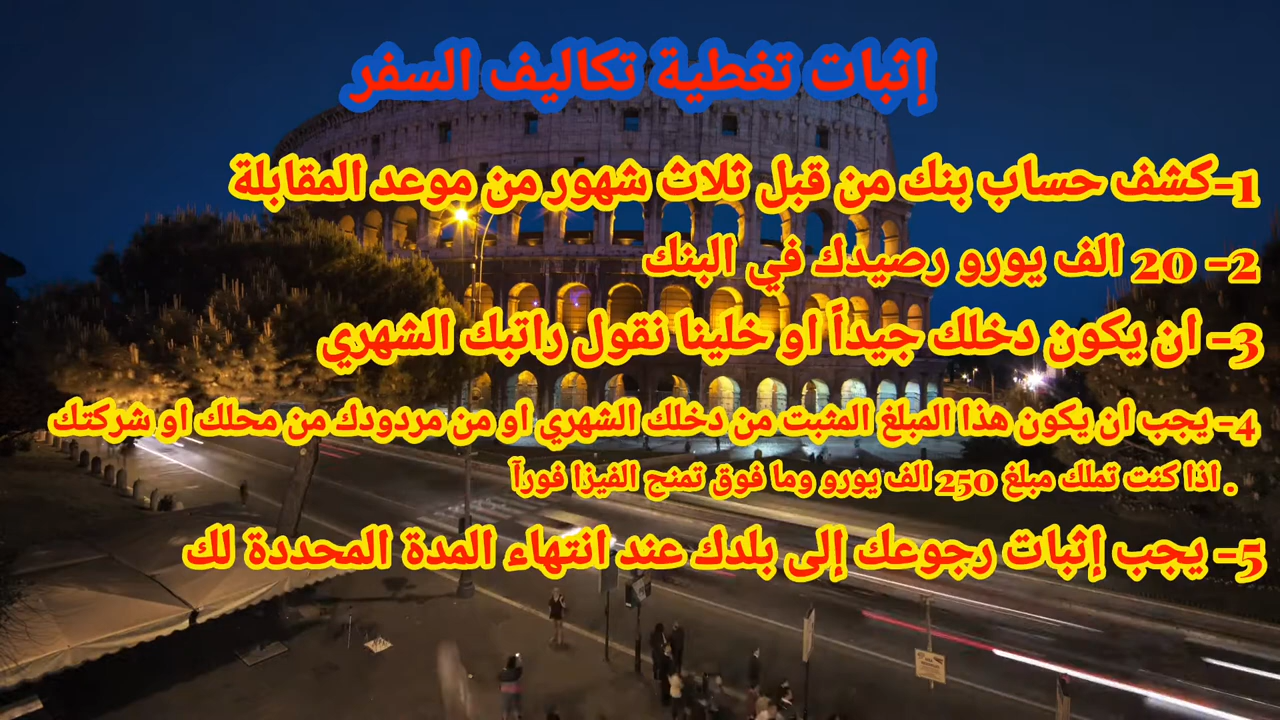 إثبات تغطية تكاليف السفر
1-كشف حساب بنك من قبل ثلاث شهور من موعد المقابلة
2- 20 الف يورو رصيدك في البنك
3- ان يكون دخلك جيداً او خلينا نقول راتبك الشهري
4- يجب ان يكون هذا المبلغ المثبت من دخلك الشهري او من مردودك من محلك او شركتك
. اذا كنت تملك مبلغ 250 الف يورو وما فوق تمنح الفيزا فورآ
5- يجب إثبات رجوعك إلى بلدك عند انتهاء المدة المحددة لك